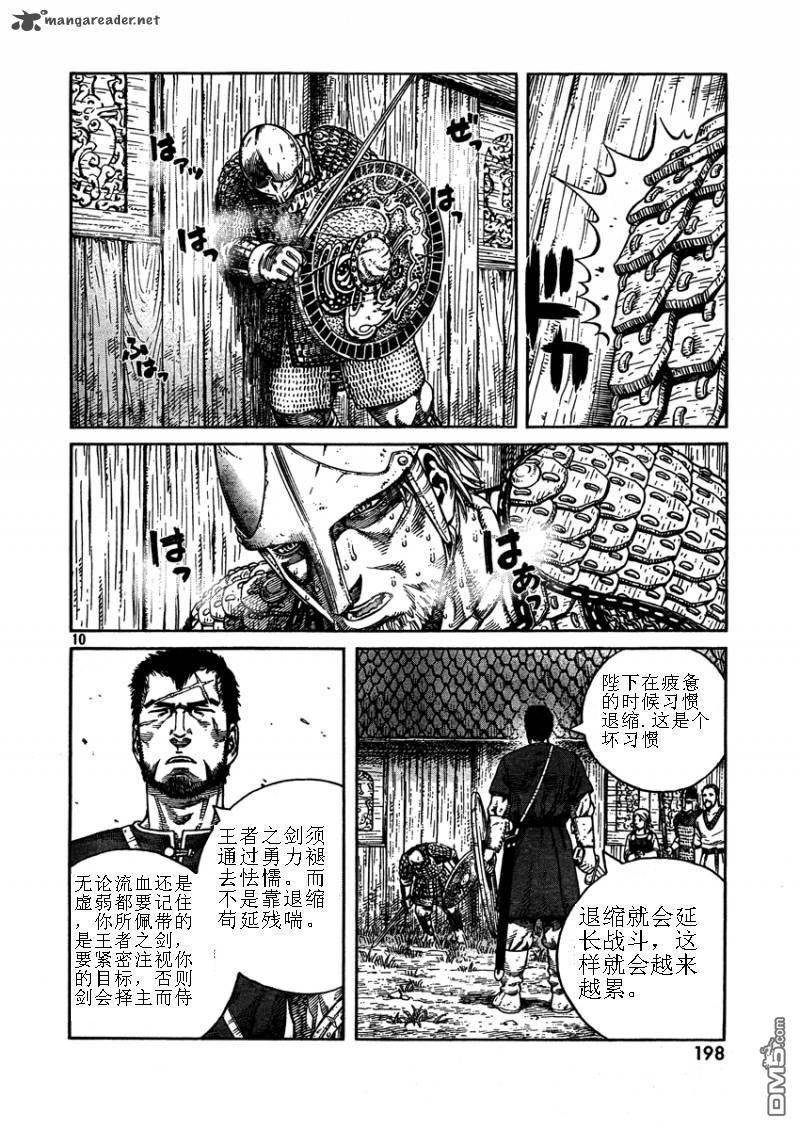 mangareader.net
ドカ
ぜっ
はっ
はァッ
はっ
ふはっ
はあっ
はっ
10
陛下在疲惫
的时候习惯
退缩.这是个
坏习惯
退缩就会延
长战斗，这
样就会越来
越累。
王者之剑须
通过勇力褪
去怯懦。而
不是靠退缩
苟延残喘。
无论流血还是
虚弱都要记住
，你所佩带的
是王者之剑，
要紧密注视你
的目标，否则
剑会择主而侍
198
DM5.com